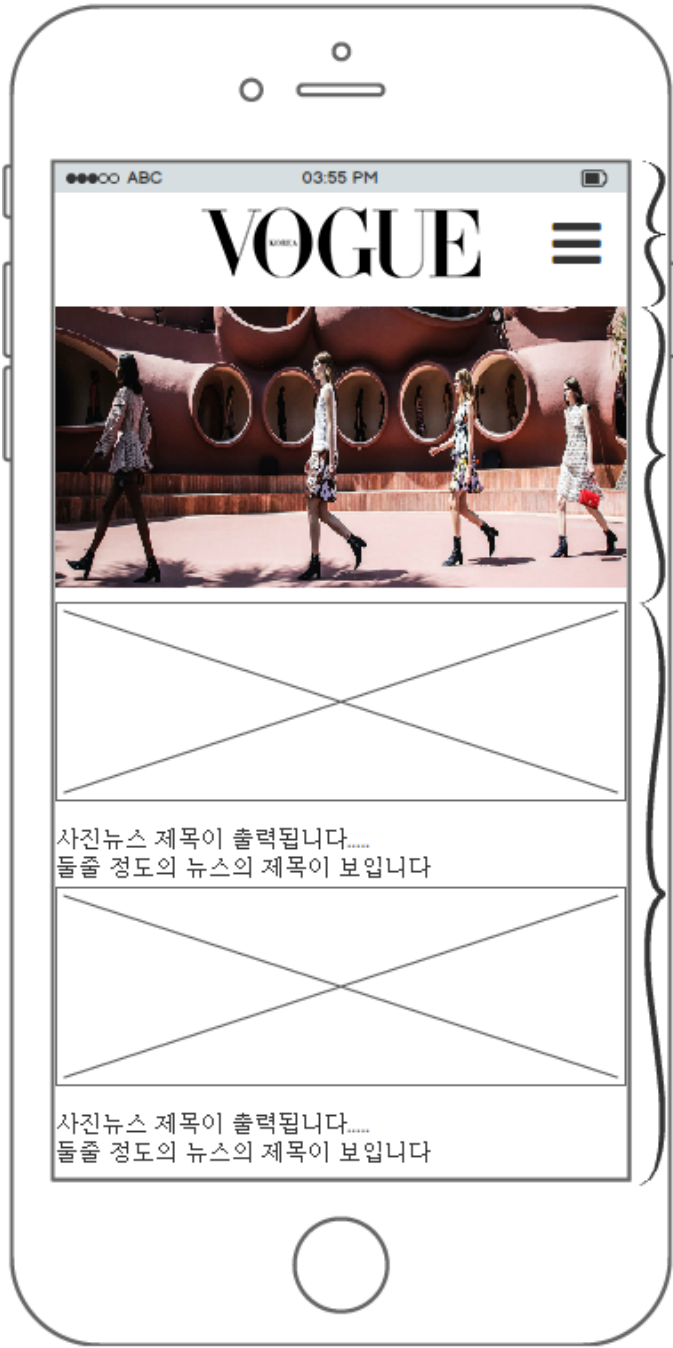 ABC 03:55 PM
VOGUE
KOREA
사진뉴스 제목이 출력됩니다.....
둘줄 정도의 뉴스의 제목이 보입니다
사진뉴스 제목이 출력됩니다.....
둘줄 정도의 뉴스의 제목이 보입니다